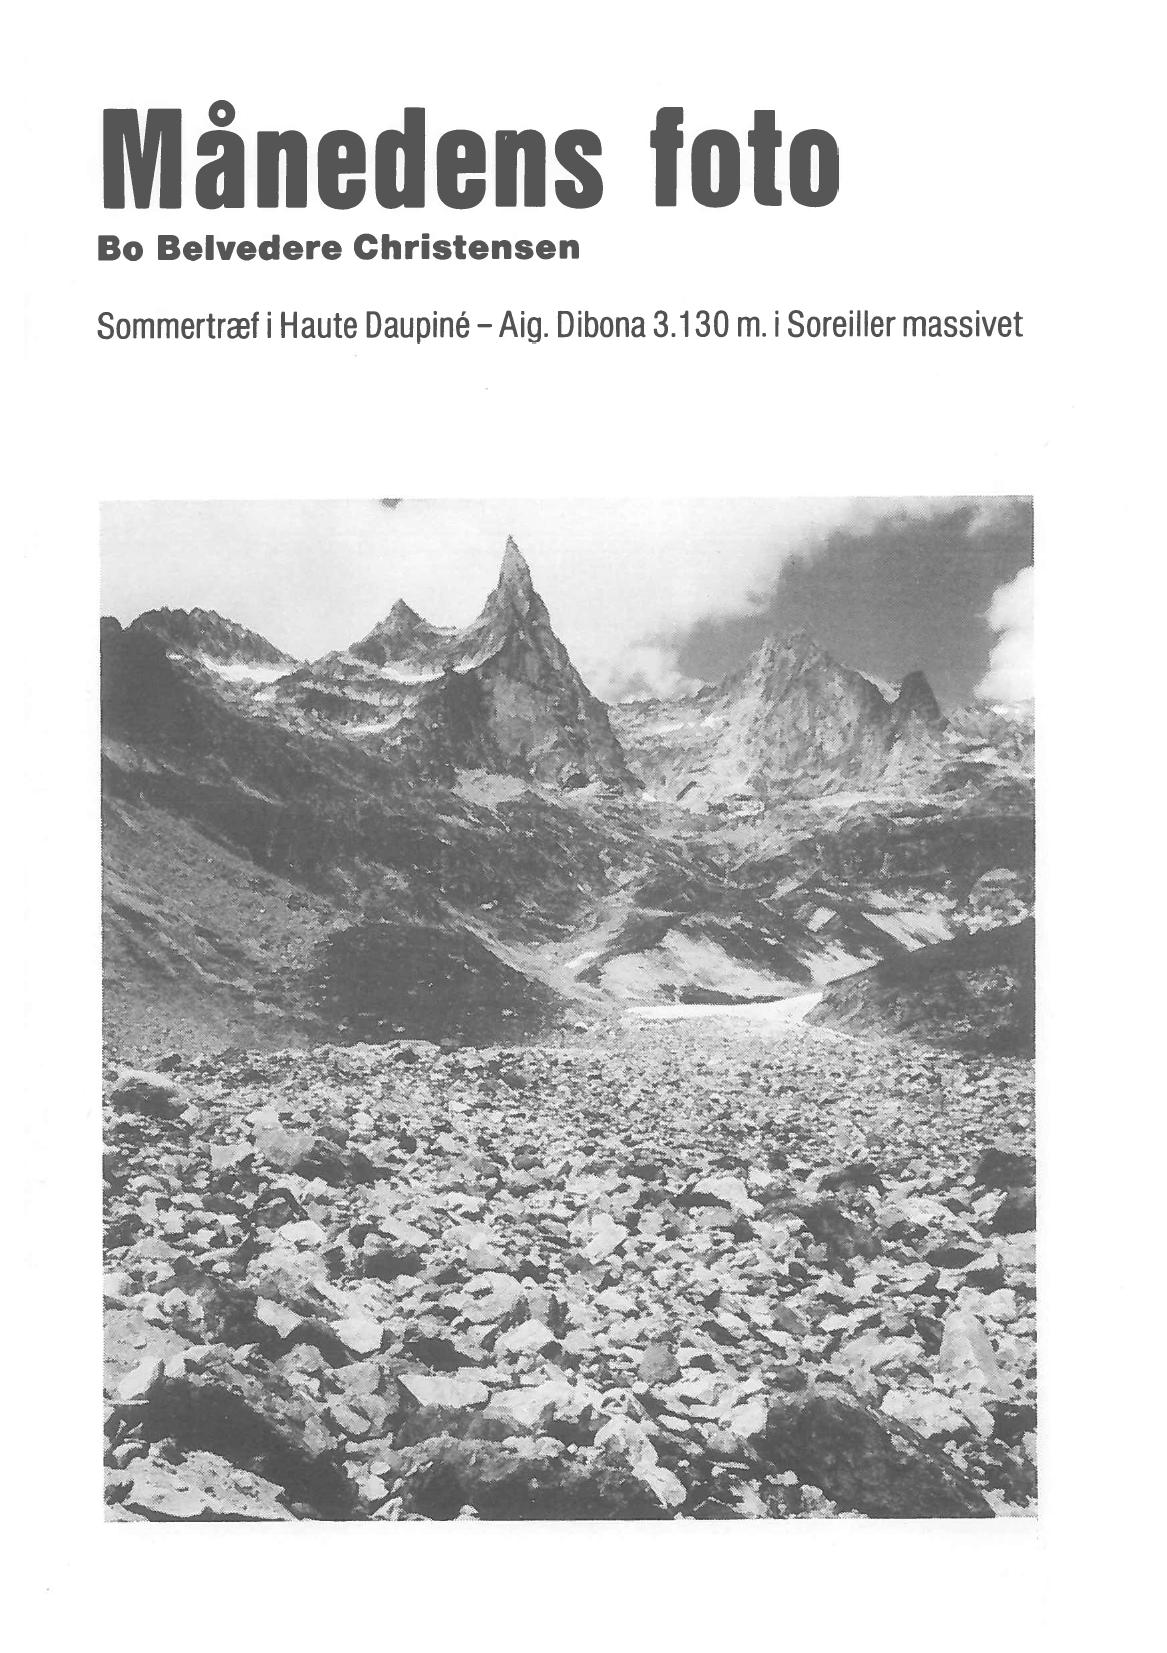 Månedens foto
Bo Belvedere Christensen
Sommertræf i Haute Daupiné – Aig. Dibona 3.130 m. i Soreiller massivet